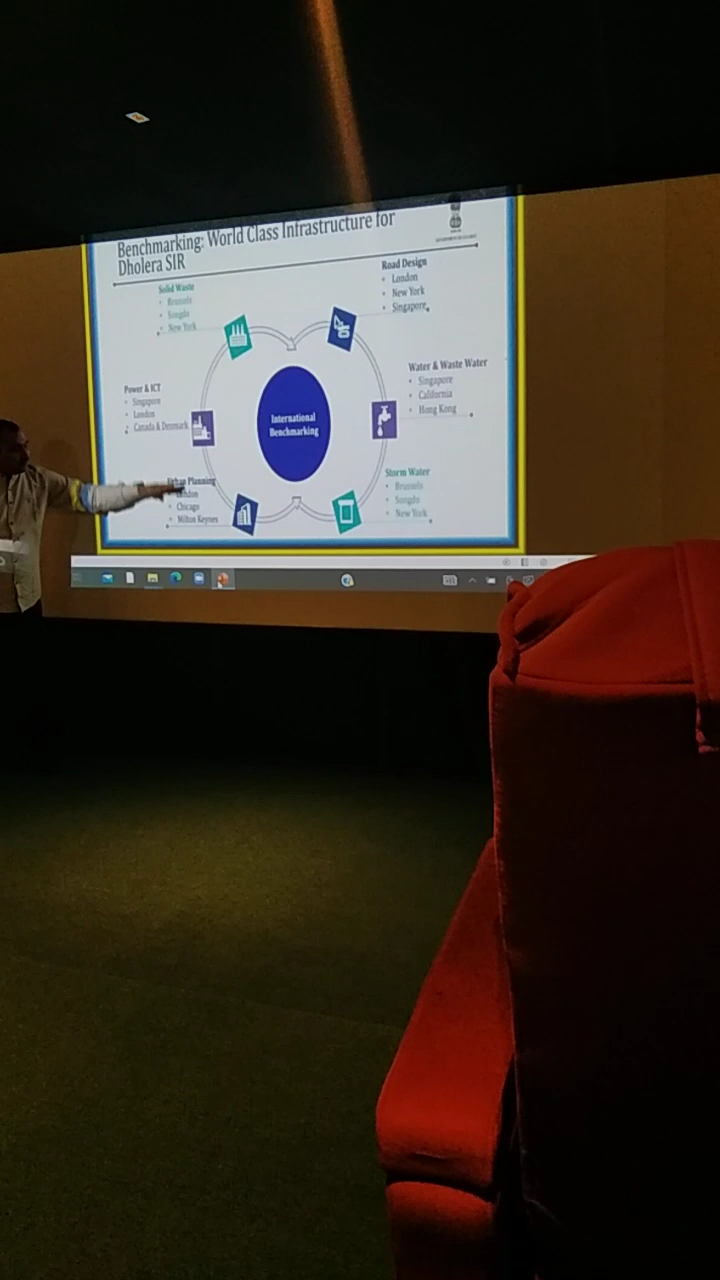 Benchmarking: World Class Infrastructure for
Dholera SIR
Solid Waste
• Brussels
• Songdo
• New York
Road Design
• London
• New York
• Singapore
Power & ICT
• Singapore
• London
• Canada & Denmark
Water & Waste Water
• Singapore
• California
• Hong Kong
International
Benchmarking
Urban Planning
• London
• Chicago
• Milton Keynes
Storm Water
• Brussels
• Songdo
• New York